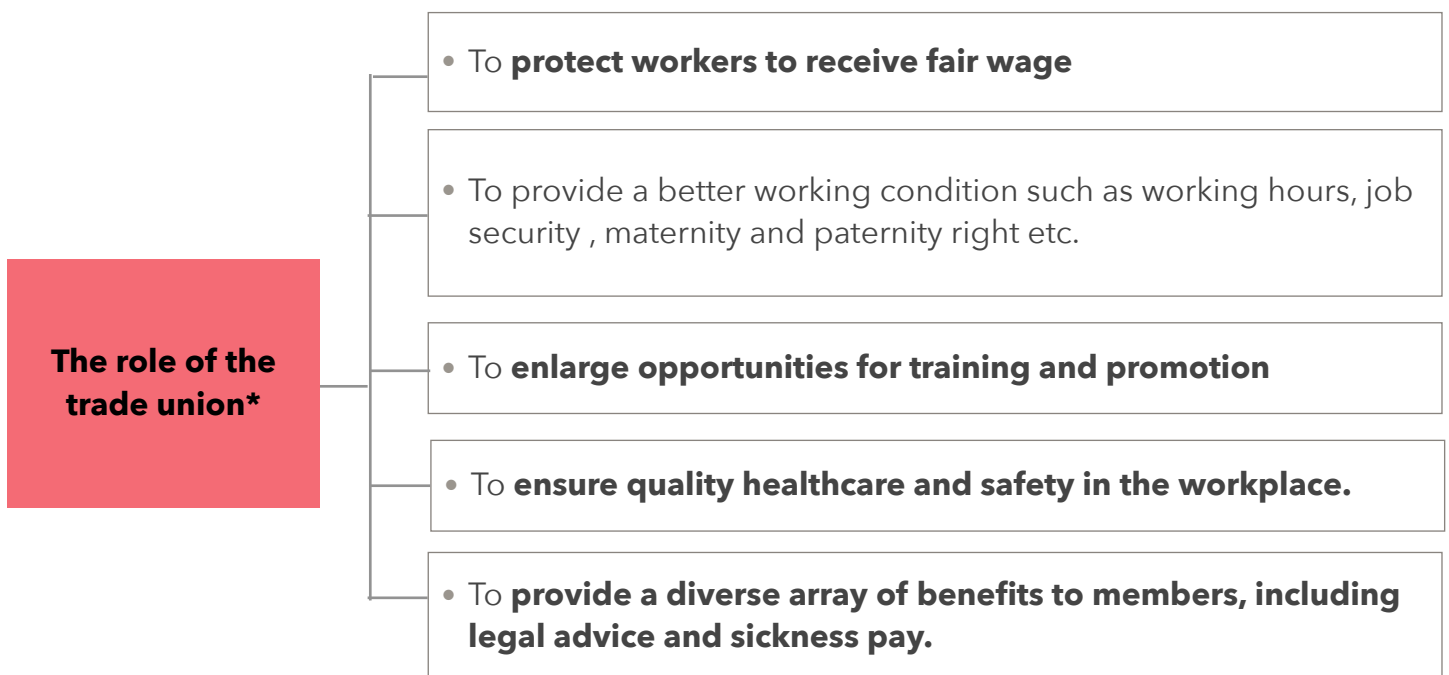 • To protect workers to receive fair wage
• To provide a better working condition such as working hours, job
security , maternity and paternity right etc.
The role of the
trade union*
• To enlarge opportunities for training and promotion
• To ensure quality healthcare and safety in the workplace.
• To provide a diverse array of benefits to members, including
legal advice and sickness pay.